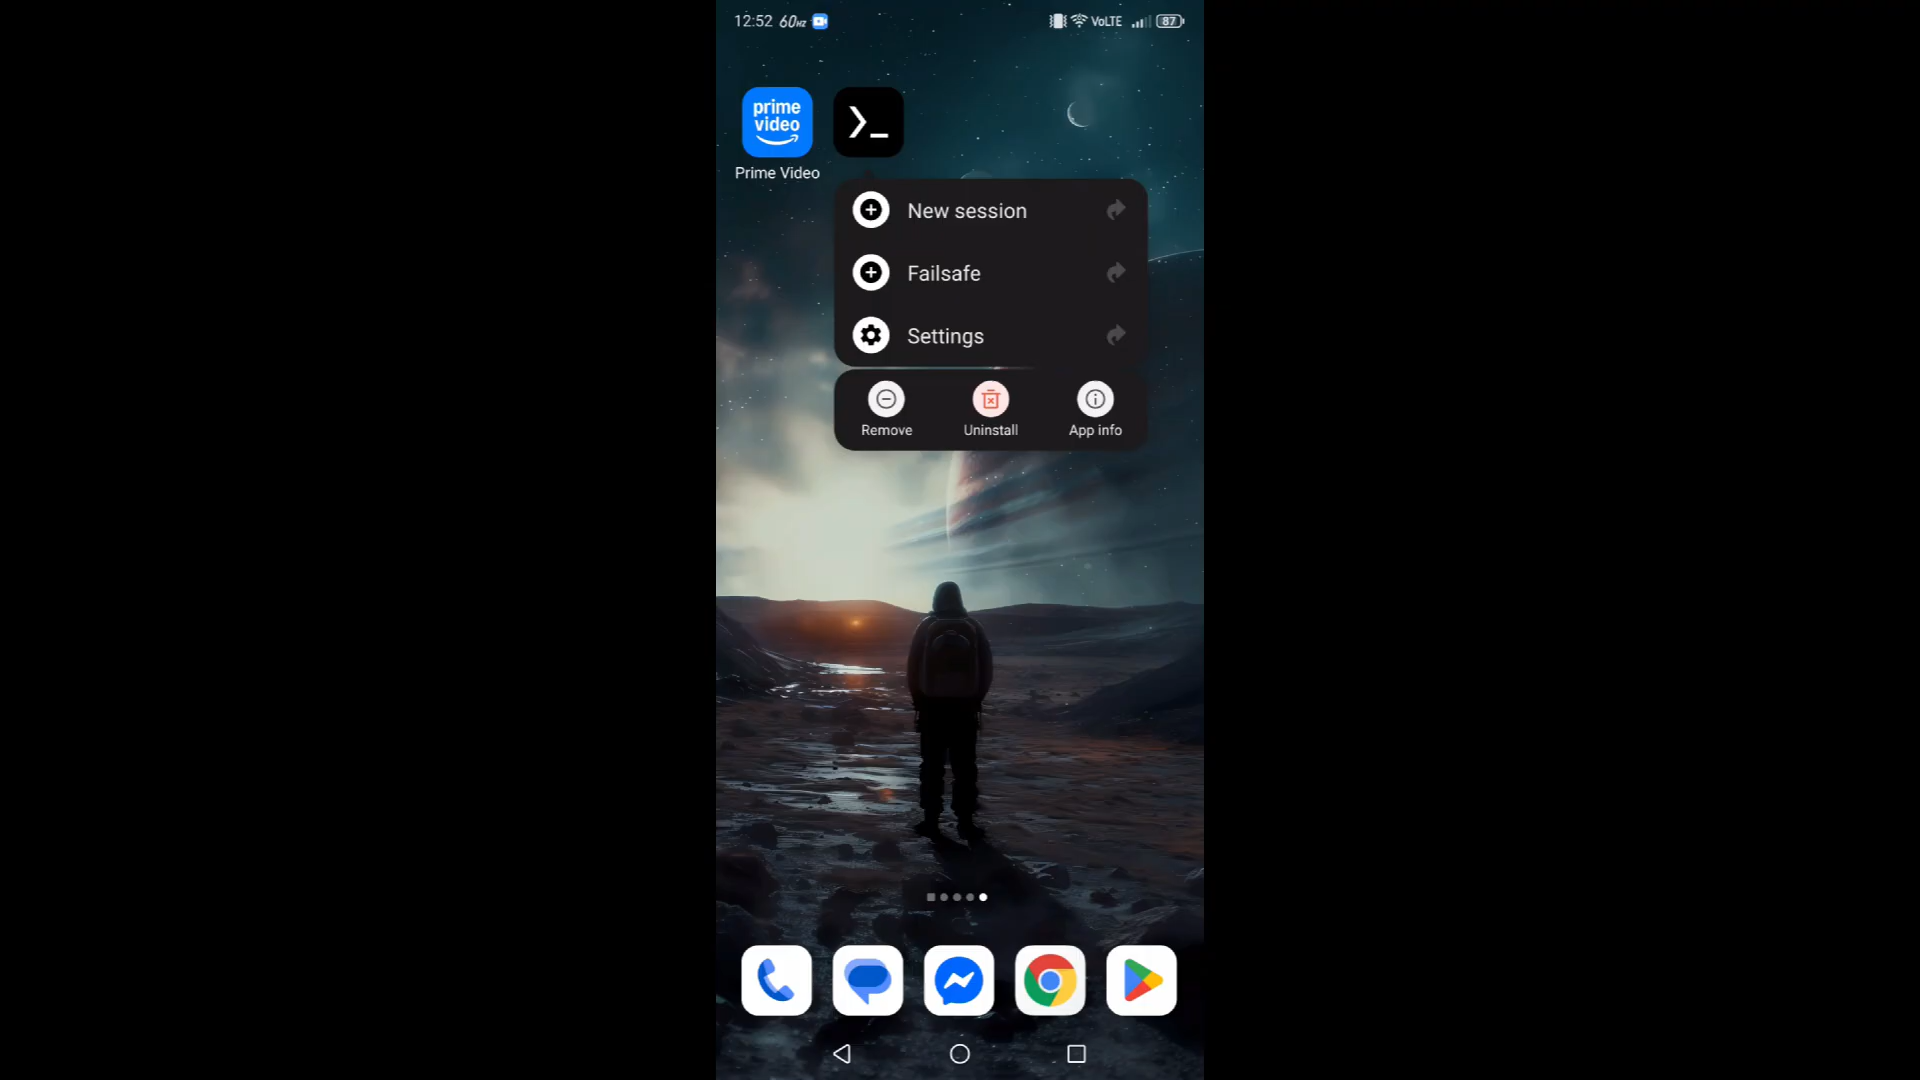 12:52 60HZ
VoLTE 87
prime
video
Prime Video
New session
Failsafe
Settings
Remove Uninstall App info